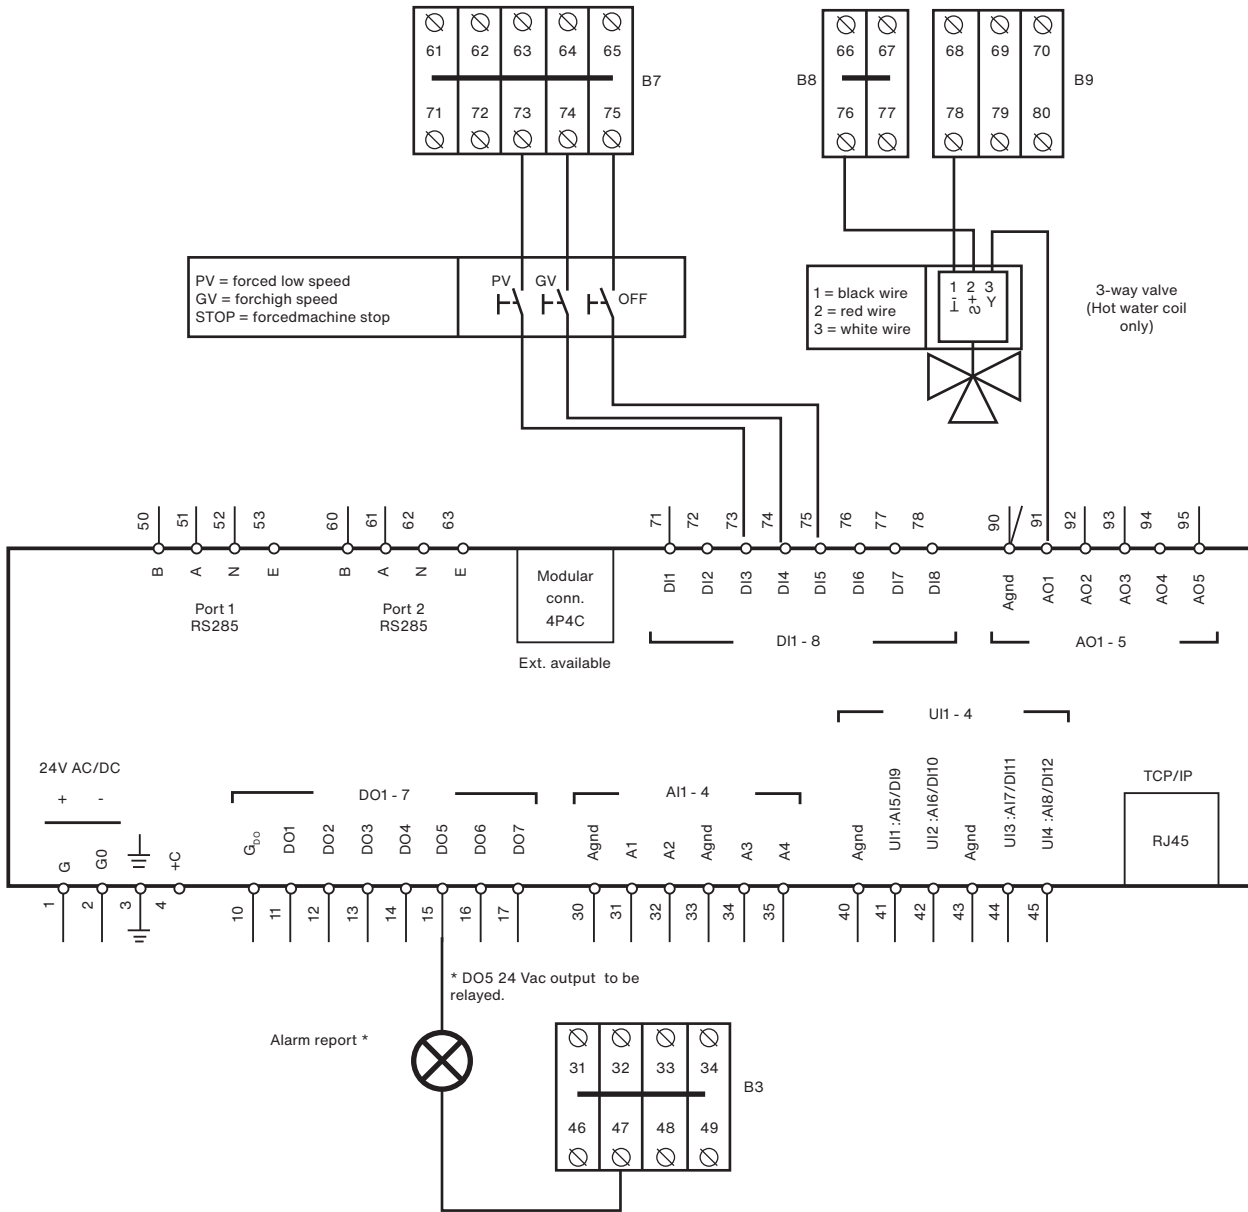 61 62 63 64 65
B7
71 72 73 74 75
66 67
B8
76 77
68 69 70
B9
78 79 80
PV = forced low speed
GV = forchigh speed
STOP = forcedmachine stop
PV GV OFF
1 = black wire
2 = red wire
3 = white wire
1 2 3
Y
3-way valve
(Hot water coil
only)
50 51 52 53 60 61 62 63 71 72 73 74 75 76 77 78 90 91 92 93 94 95
B A N E B A N E
Port 1
RS285
Port 2
RS285
Modular
conn.
4P4C
Ext. available
DI1 DI2 DI3 DI4 DI5 DI6 DI7 DI8
DI1 - 8
Agnd AO1 AO2 AO3 AO4 AO5
AO1 - 5
UI1 - 4
24V AC/DC
+ -
G G0 +C
DO1 - 7
G DO DO1 DO2 DO3 DO4 DO5 DO6 DO7
AI1 - 4
Agnd A1 A2 Agnd A3 A4
Agnd UI1 :AI5/DI9 UI2 :AI6/DI10 Agnd UI3 :AI7/DI11 UI4 :AI8/DI12
TCP/IP
RJ45
1 2 3 4 10 11 12 13 14 15 16 17 30 31 32 33 34 35 40 41 42 43 44 45
* DO5 24 Vac output to be
relayed.
Alarm report *
31 32 33 34
B3
46 47 48 49